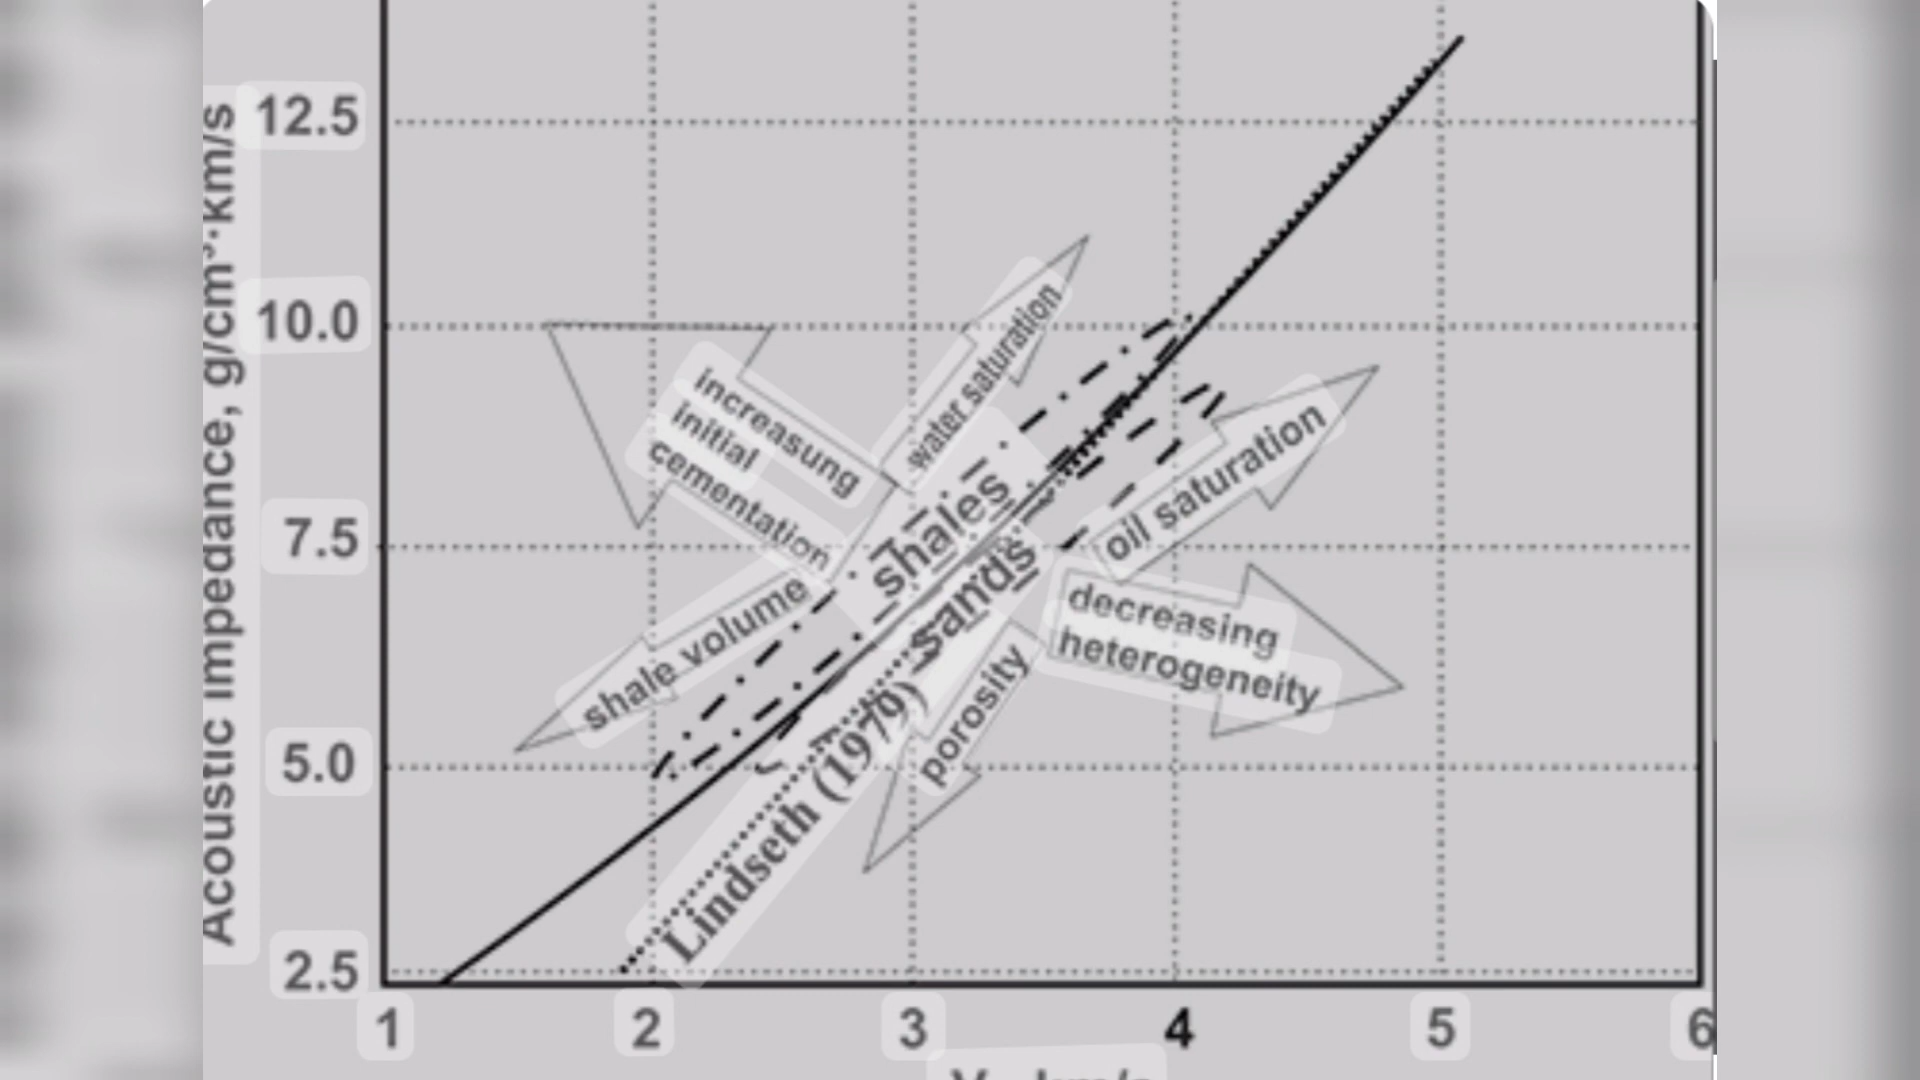 Acoustic impedance, g/cm³·km/s
12.5
10.0
7.5
5.0
2.5
increasung
initial
cementation
water saturation
shales
sands
oil saturation
shale volume
decreasing
heterogeneity
porosity
Lindseth (1979)
1
2
3
4
5
6
km/s